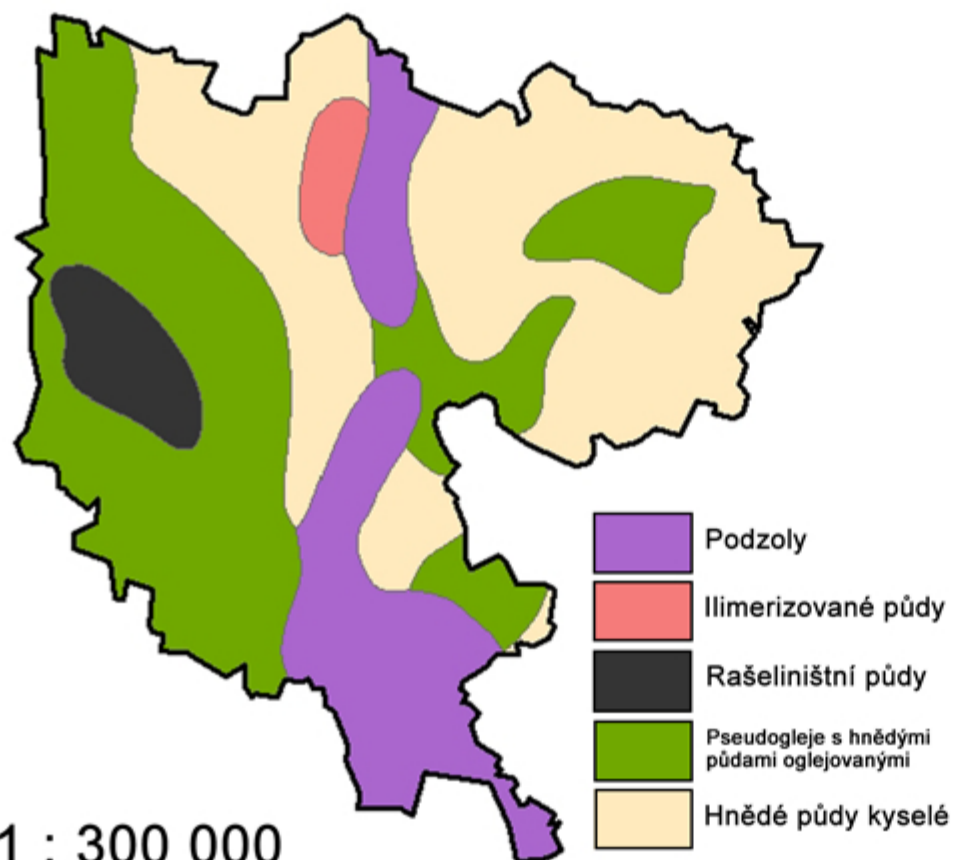 Podzoly
Ilimerizované půdy
Rašeliništní půdy
Pseudogleje s hnědými
půdami oglejovanými
Hnědé půdy kyselé
1 : 300 000